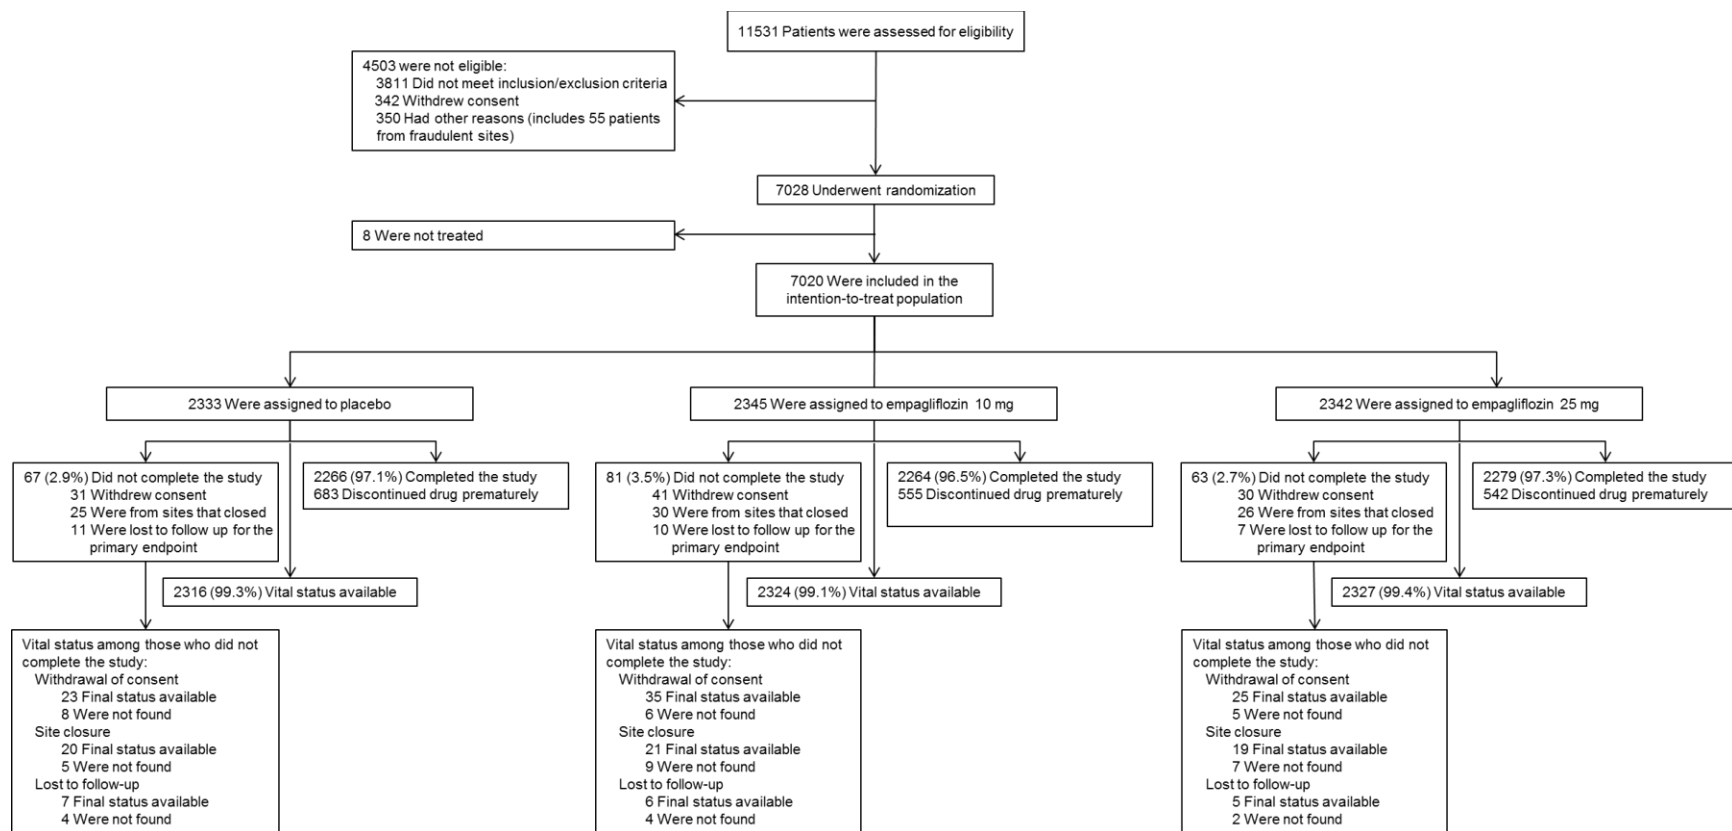 11531 Patients were assessed for eligibility
4503 were not eligible:
3811 Did not meet inclusion/exclusion criteria
342 Withdrew consent
350 Had other reasons (includes 55 patients
from fraudulent sites)
7028 Underwent randomization
8 Were not treated
7020 Were included in the
intention-to-treat population
2333 Were assigned to placebo
2345 Were assigned to empagliflozin 10 mg
2342 Were assigned to empagliflozin 25 mg
67 (2.9%) Did not complete the study
31 Withdrew consent
25 Were from sites that closed
11 Were lost to follow up for the
primary endpoint
2266 (97.1%) Completed the study
683 Discontinued drug prematurely
81 (3.5%) Did not complete the study
41 Withdrew consent
30 Were from sites that closed
10 Were lost to follow up for the
primary endpoint
2264 (96.5%) Completed the study
555 Discontinued drug prematurely
63 (2.7%) Did not complete the study
30 Withdrew consent
26 Were from sites that closed
7 Were lost to follow up for the
primary endpoint
2279 (97.3%) Completed the study
542 Discontinued drug prematurely
2316 (99.3%) Vital status available
2324 (99.1%) Vital status available
2327 (99.4%) Vital status available
Vital status among those who did not
complete the study:
Withdrawal of consent
23 Final status available
8 Were not found
Site closure
20 Final status available
5 Were not found
Lost to follow-up
7 Final status available
4 Were not found
Vital status among those who did not
complete the study:
Withdrawal of consent
35 Final status available
6 Were not found
Site closure
21 Final status available
9 Were not found
Lost to follow-up
6 Final status available
4 Were not found
Vital status among those who did not
complete the study:
Withdrawal of consent
25 Final status available
5 Were not found
Site closure
19 Final status available
7 Were not found
Lost to follow-up
5 Final status available
2 Were not found